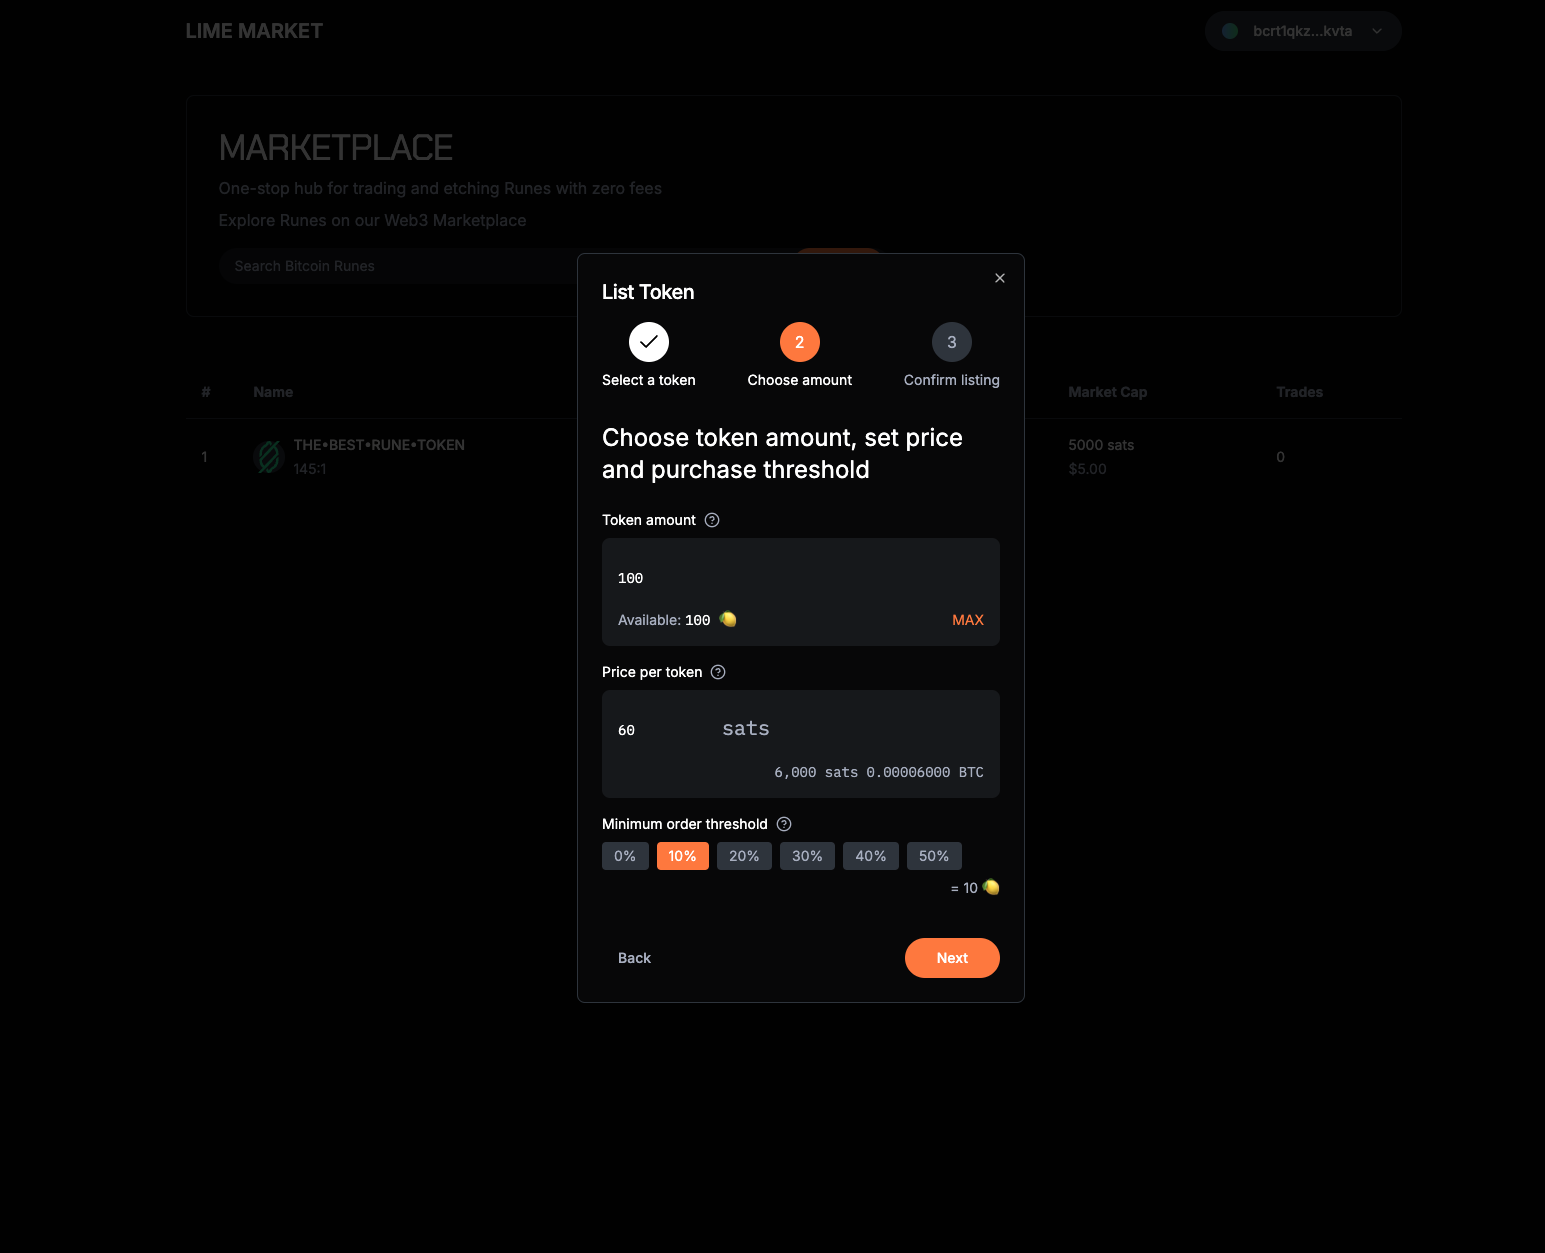 LIME MARKET
bcrt1qkz...kvta
MARKETPLACE
One-stop hub for trading and etching Runes with zero fees
Explore Runes on our Web3 Marketplace
Search Bitcoin Runes
List Token
2
3
Select a token
Choose amount
Confirm listing
# Name Market Cap Trades
1 THE•BEST•RUNE•TOKEN 5000 sats 0
145:1 $5.00
Choose token amount, set price
and purchase threshold
Token amount ?
100
Available: 100 🍋 MAX
Price per token ?
60 sats
6,000 sats 0.00006000 BTC
Minimum order threshold ?
0% 10% 20% 30% 40% 50%
= 10 🍋
Back Next